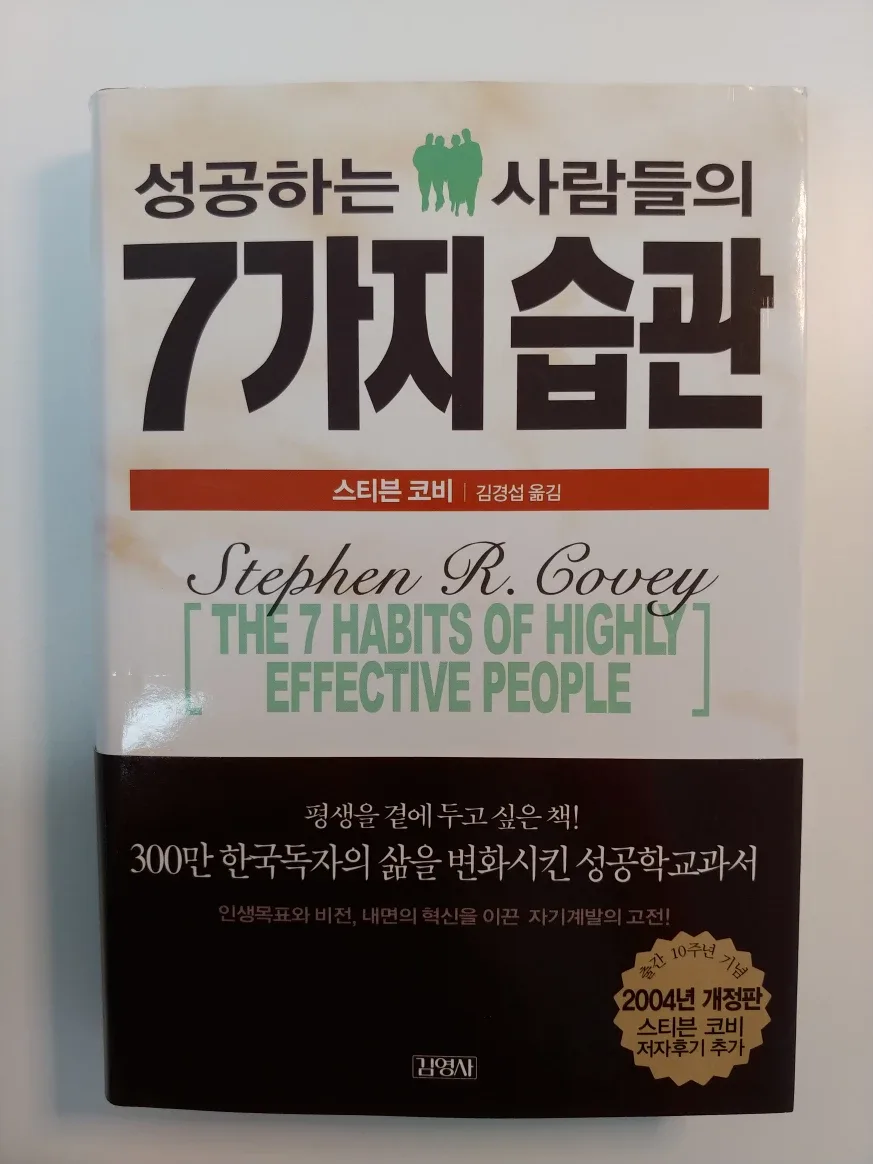 성공하는 사람들의
7가지 습관
스티븐 코비 | 김경섭 옮김
Stephen R. Covey
[THE 7 HABITS OF HIGHLY
EFFECTIVE PEOPLE]
평생을 곁에 두고 싶은 책!
300만 한국독자의 삶을 변화시킨 성공학교과서
인생목표와 비전, 내면의 혁신을 이끈 자기계발의 고전!
출간 10주년 기념
2004년 개정판
스티븐 코비
저자후기 추가
김영사